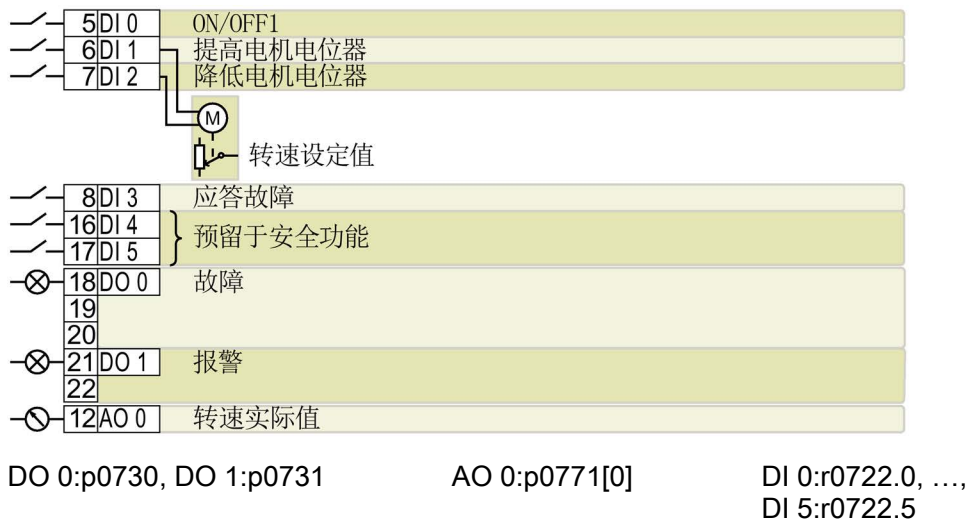 5 DI 0 ON/OFF1
6 DI 1 提高电机电位器
7 DI 2 降低电机电位器
M
转速设定值
8 DI 3 应答故障
16 DI 4
预留于安全功能
17 DI 5
18 DO 0 故障
19
20
21 DO 1 报警
22
12 AO 0 转速实际值
DO 0:p0730, DO 1:p0731 AO 0:p0771[0] DI 0:r0722.0, …,
DI 5:r0722.5